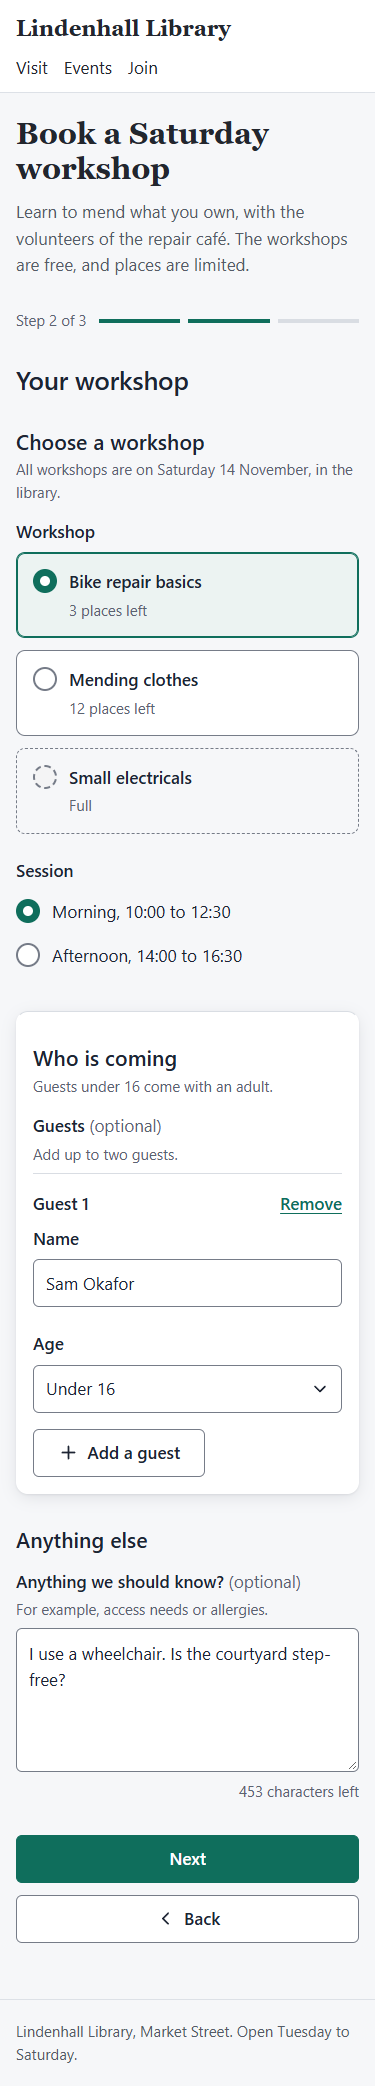 Lindenhall Library
Visit Events Join
Book a Saturday
workshop
Learn to mend what you own, with the
volunteers of the repair café. The workshops
are free, and places are limited.
Step 2 of 3
Your workshop
Choose a workshop
All workshops are on Saturday 14 November, in the
library.
Workshop
Bike repair basics
3 places left
Mending clothes
12 places left
Small electricals
Full
Session
Morning, 10:00 to 12:30
Afternoon, 14:00 to 16:30
Who is coming
Guests under 16 come with an adult.
Guests (optional)
Add up to two guests.
Guest 1 Remove
Name
Sam Okafor
Age
Under 16
Add a guest
Anything else
Anything we should know? (optional)
For example, access needs or allergies.
I use a wheelchair. Is the courtyard step-
free?
453 characters left
Next
Back
Lindenhall Library, Market Street. Open Tuesday to
Saturday.